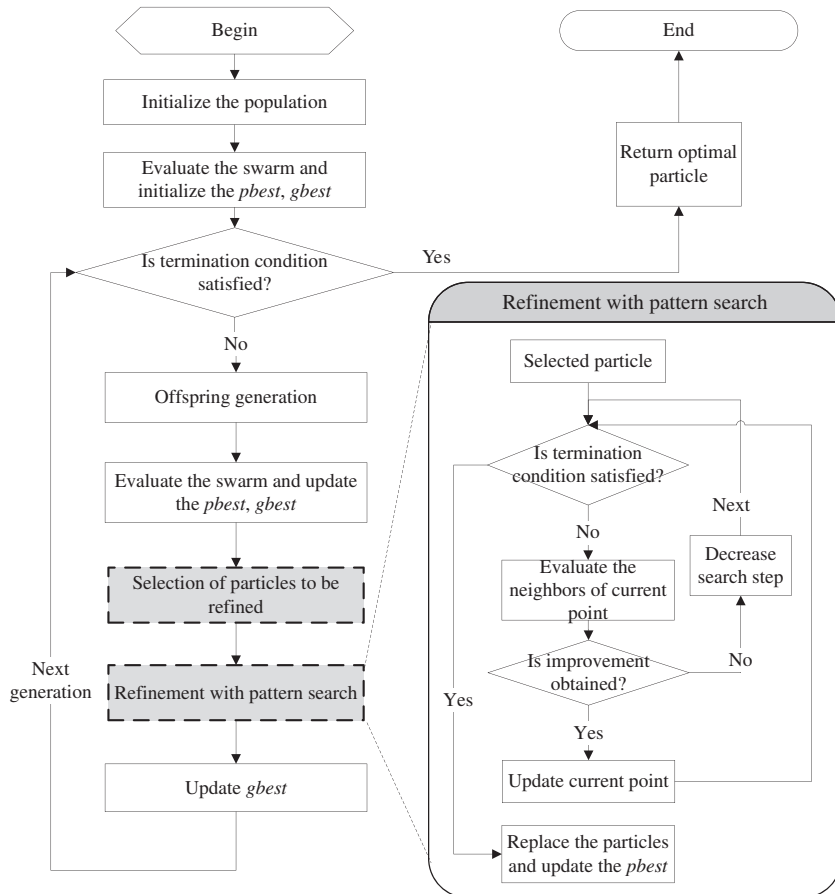 Begin
Initialize the population
Evaluate the swarm and
initialize the pbest, gbest
Is termination condition
satisfied?
Yes
No
Offspring generation
Evaluate the swarm and update
the pbest, gbest
Selection of particles to be
refined
Refinement with pattern search
Update gbest
Next
generation
End
Return optimal
particle
Refinement with pattern search
Selected particle
Is termination
condition satisfied?
No
Yes
Evaluate the
neighbors of current
point
Is improvement
obtained?
No
Decrease
search step
Next
Yes
Update current point
Replace the particles
and update the pbest